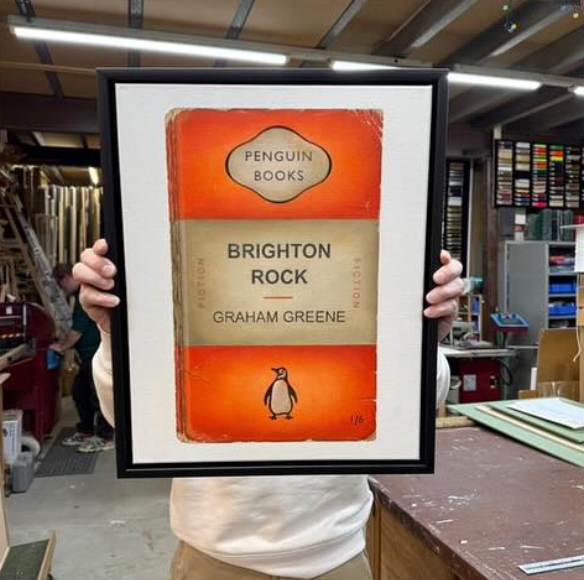 PENGUIN
BOOKS
BRIGHTON
ROCK
FICTION
FICTION
GRAHAM GREENE
1/6